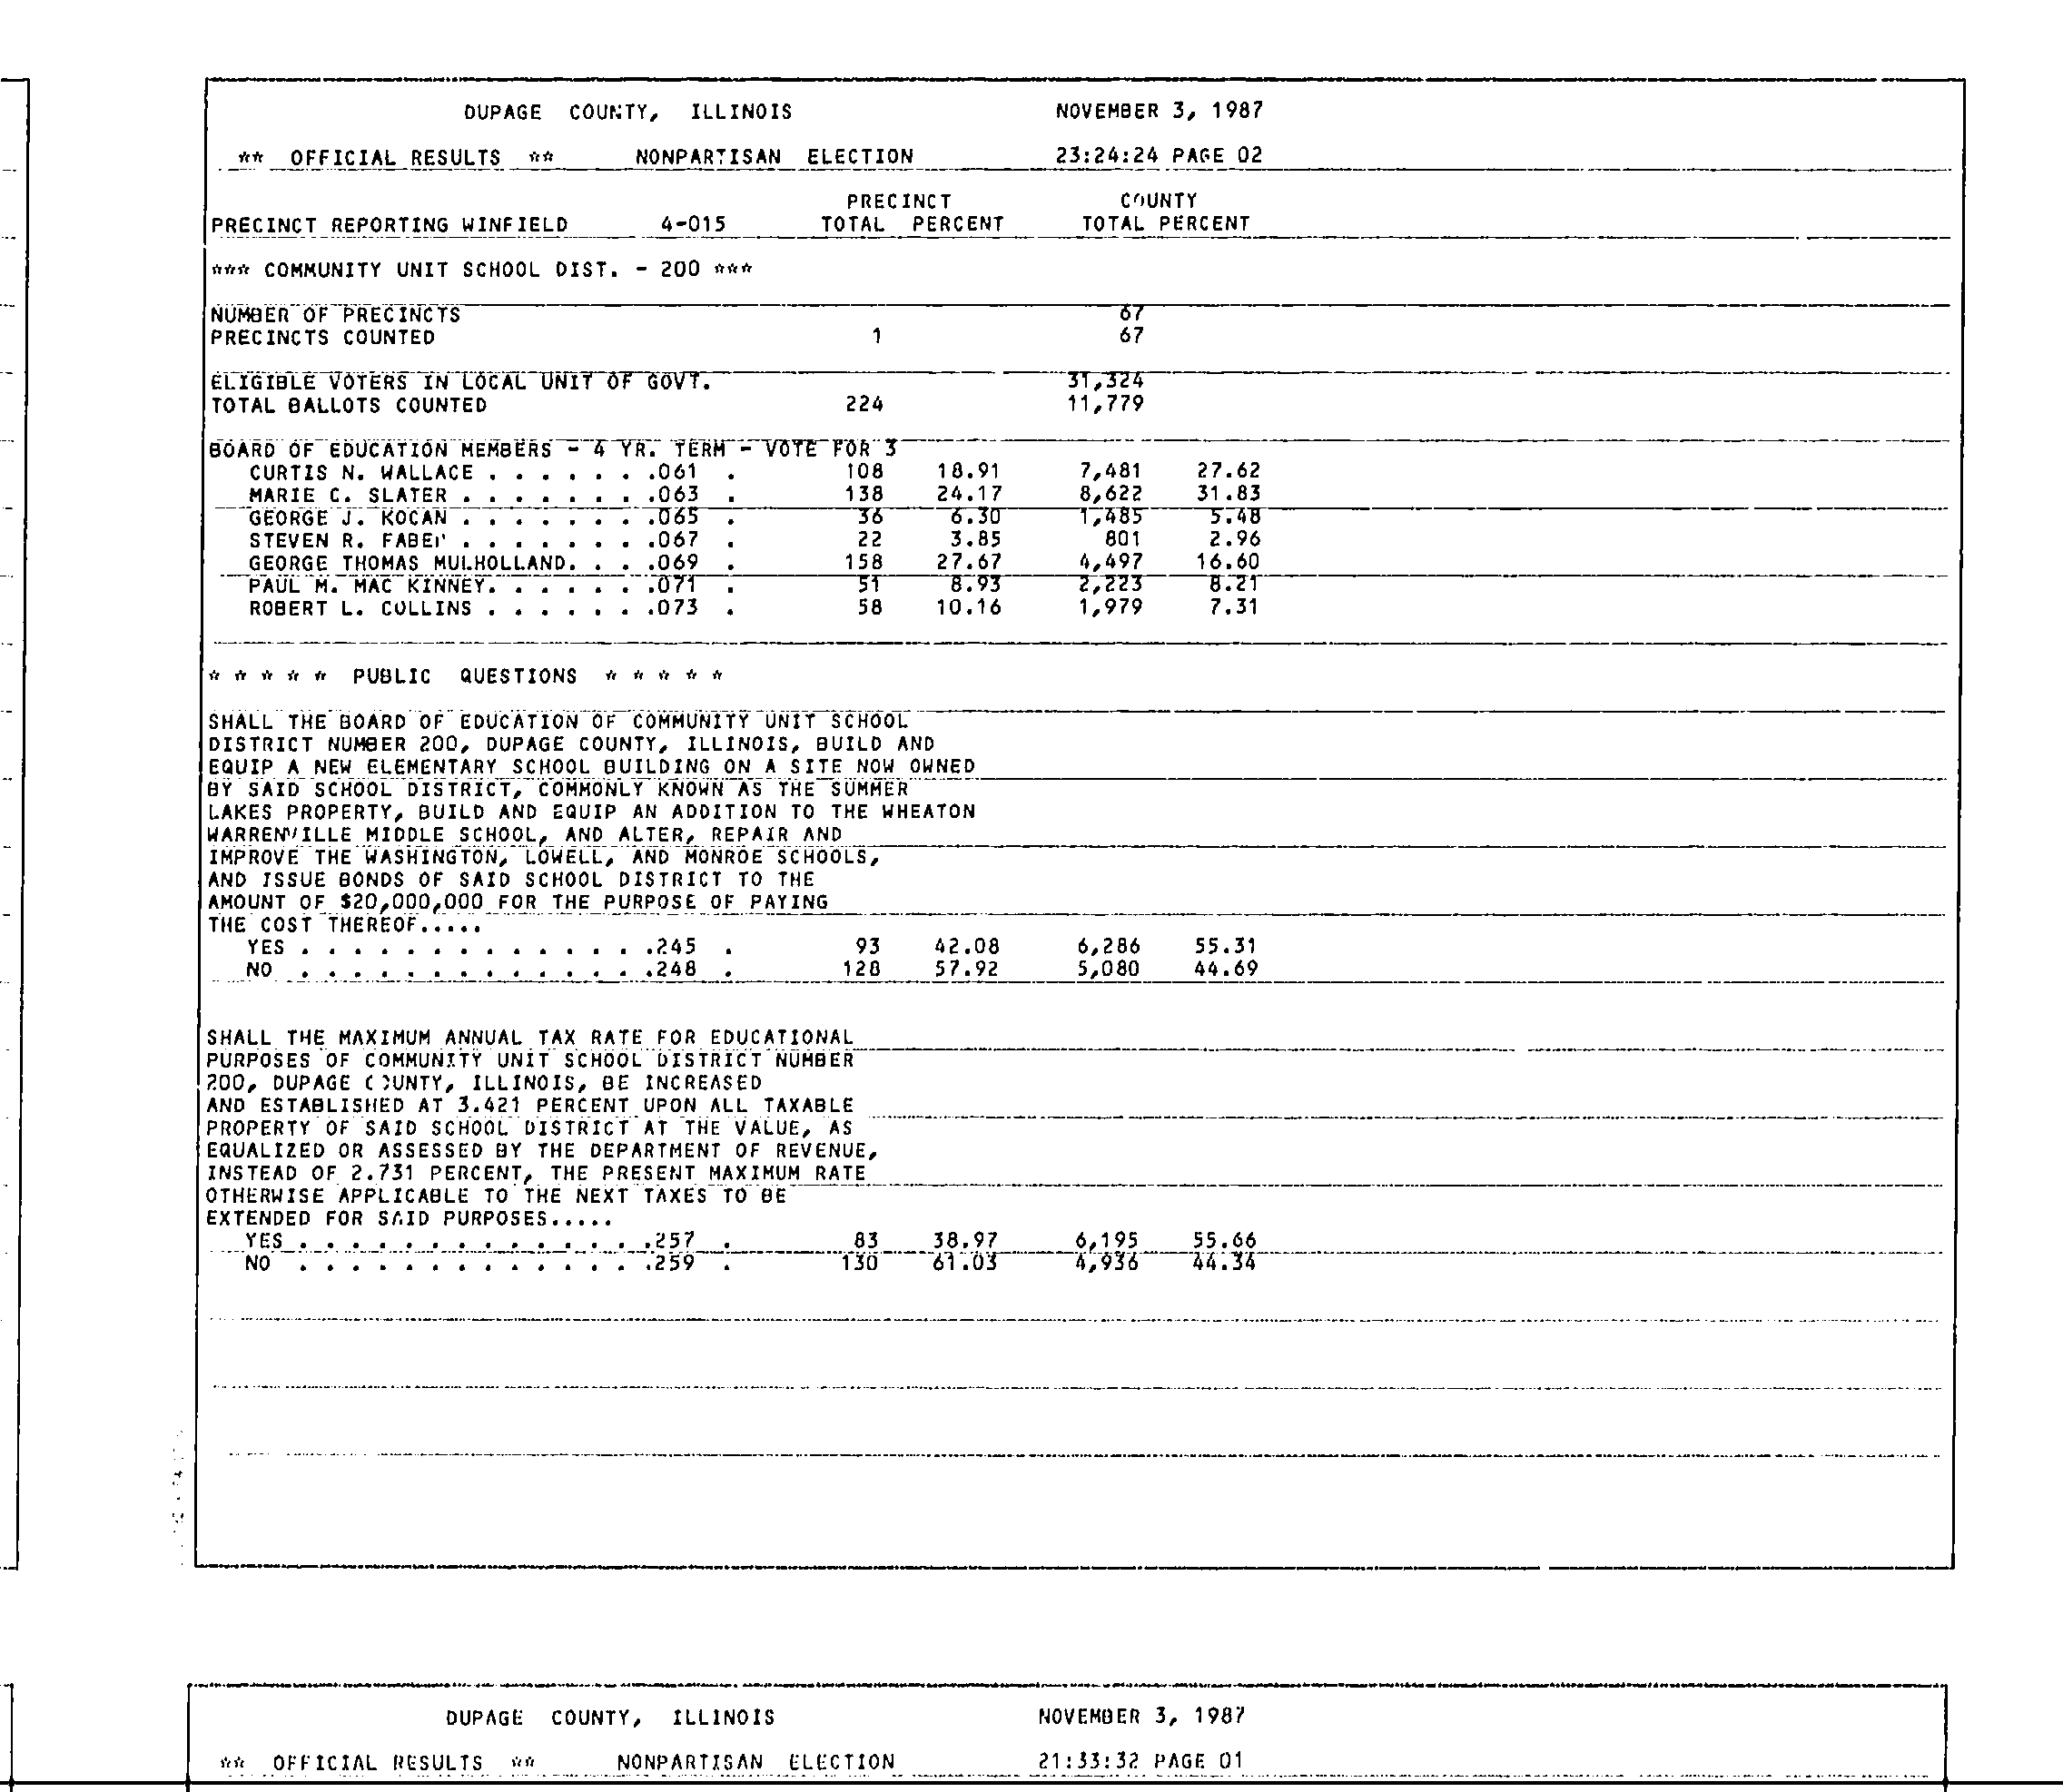 DUPAGE COUNTY, ILLINOIS NOVEMBER 3, 1987
** OFFICIAL RESULTS ** NONPARTISAN ELECTION 23:24:24 PAGE 02
PRECINCT COUNTY
PRECINCT REPORTING WINFIELD 4-015 TOTAL PERCENT TOTAL PERCENT
*** COMMUNITY UNIT SCHOOL DIST. - 200 ***
NUMBER OF PRECINCTS 67
PRECINCTS COUNTED 1 67
ELIGIBLE VOTERS IN LOCAL UNIT OF GOVT. 31,324
TOTAL BALLOTS COUNTED 224 11,779
BOARD OF EDUCATION MEMBERS - 4 YR. TERM - VOTE FOR 3
CURTIS N. WALLACE . . . . . . .061 . 108 18.91 7,481 27.62
MARIE C. SLATER . . . . . . . .063 . 138 24.17 8,622 31.83
GEORGE J. KOCAN . . . . . . . .065 . 36 6.30 1,485 5.48
STEVEN R. . . . . . . . .067 . 22 3.85 801 2.96
GEORGE THOMAS MULHOLLAND. . . .069 . 158 27.67 4,497 16.60
PAUL M. MAC KINNEY. . . . . . .071 . 51 8.93 2,223 8.21
ROBERT L. COLLINS . . . . . . .073 . 58 10.16 1,979 7.31
* * * * * PUBLIC QUESTIONS * * * * *
SHALL THE BOARD OF EDUCATION OF COMMUNITY UNIT SCHOOL
DISTRICT NUMBER 200, DUPAGE COUNTY, ILLINOIS, BUILD AND
EQUIP A NEW ELEMENTARY SCHOOL BUILDING ON A SITE NOW OWNED
BY SAID SCHOOL DISTRICT, COMMONLY KNOWN AS THE SUMMER
LAKES PROPERTY, BUILD AND EQUIP AN ADDITION TO THE WHEATON
WARRENVILLE MIDDLE SCHOOL, AND ALTER, REPAIR AND
IMPROVE THE WASHINGTON, LOWELL, AND MONROE SCHOOLS,
AND ISSUE BONDS OF SAID SCHOOL DISTRICT TO THE
AMOUNT OF $20,000,000 FOR THE PURPOSE OF PAYING
THE COST THEREOF.....
YES . . . . . . . . . . . . . .245 . 93 42.08 6,286 55.31
NO . . . . . . . . . . . . . .248 . 128 57.92 5,080 44.69
SHALL THE MAXIMUM ANNUAL TAX RATE FOR EDUCATIONAL
PURPOSES OF COMMUNITY UNIT SCHOOL DISTRICT NUMBER
200, DUPAGE COUNTY, ILLINOIS, BE INCREASED
AND ESTABLISHED AT 3.421 PERCENT UPON ALL TAXABLE
PROPERTY OF SAID SCHOOL DISTRICT AT THE VALUE, AS
EQUALIZED OR ASSESSED BY THE DEPARTMENT OF REVENUE,
INSTEAD OF 2.731 PERCENT, THE PRESENT MAXIMUM RATE
OTHERWISE APPLICABLE TO THE NEXT TAXES TO BE
EXTENDED FOR SAID PURPOSES.....
YES . . . . . . . . . . . . . .257 . 83 38.97 6,195 55.66
NO . . . . . . . . . . . . . .259 . 130 61.03 4,936 44.34
DUPAGE COUNTY, ILLINOIS NOVEMBER 3, 1987
** OFFICIAL RESULTS ** NONPARTISAN ELECTION 21:33:32 PAGE 01